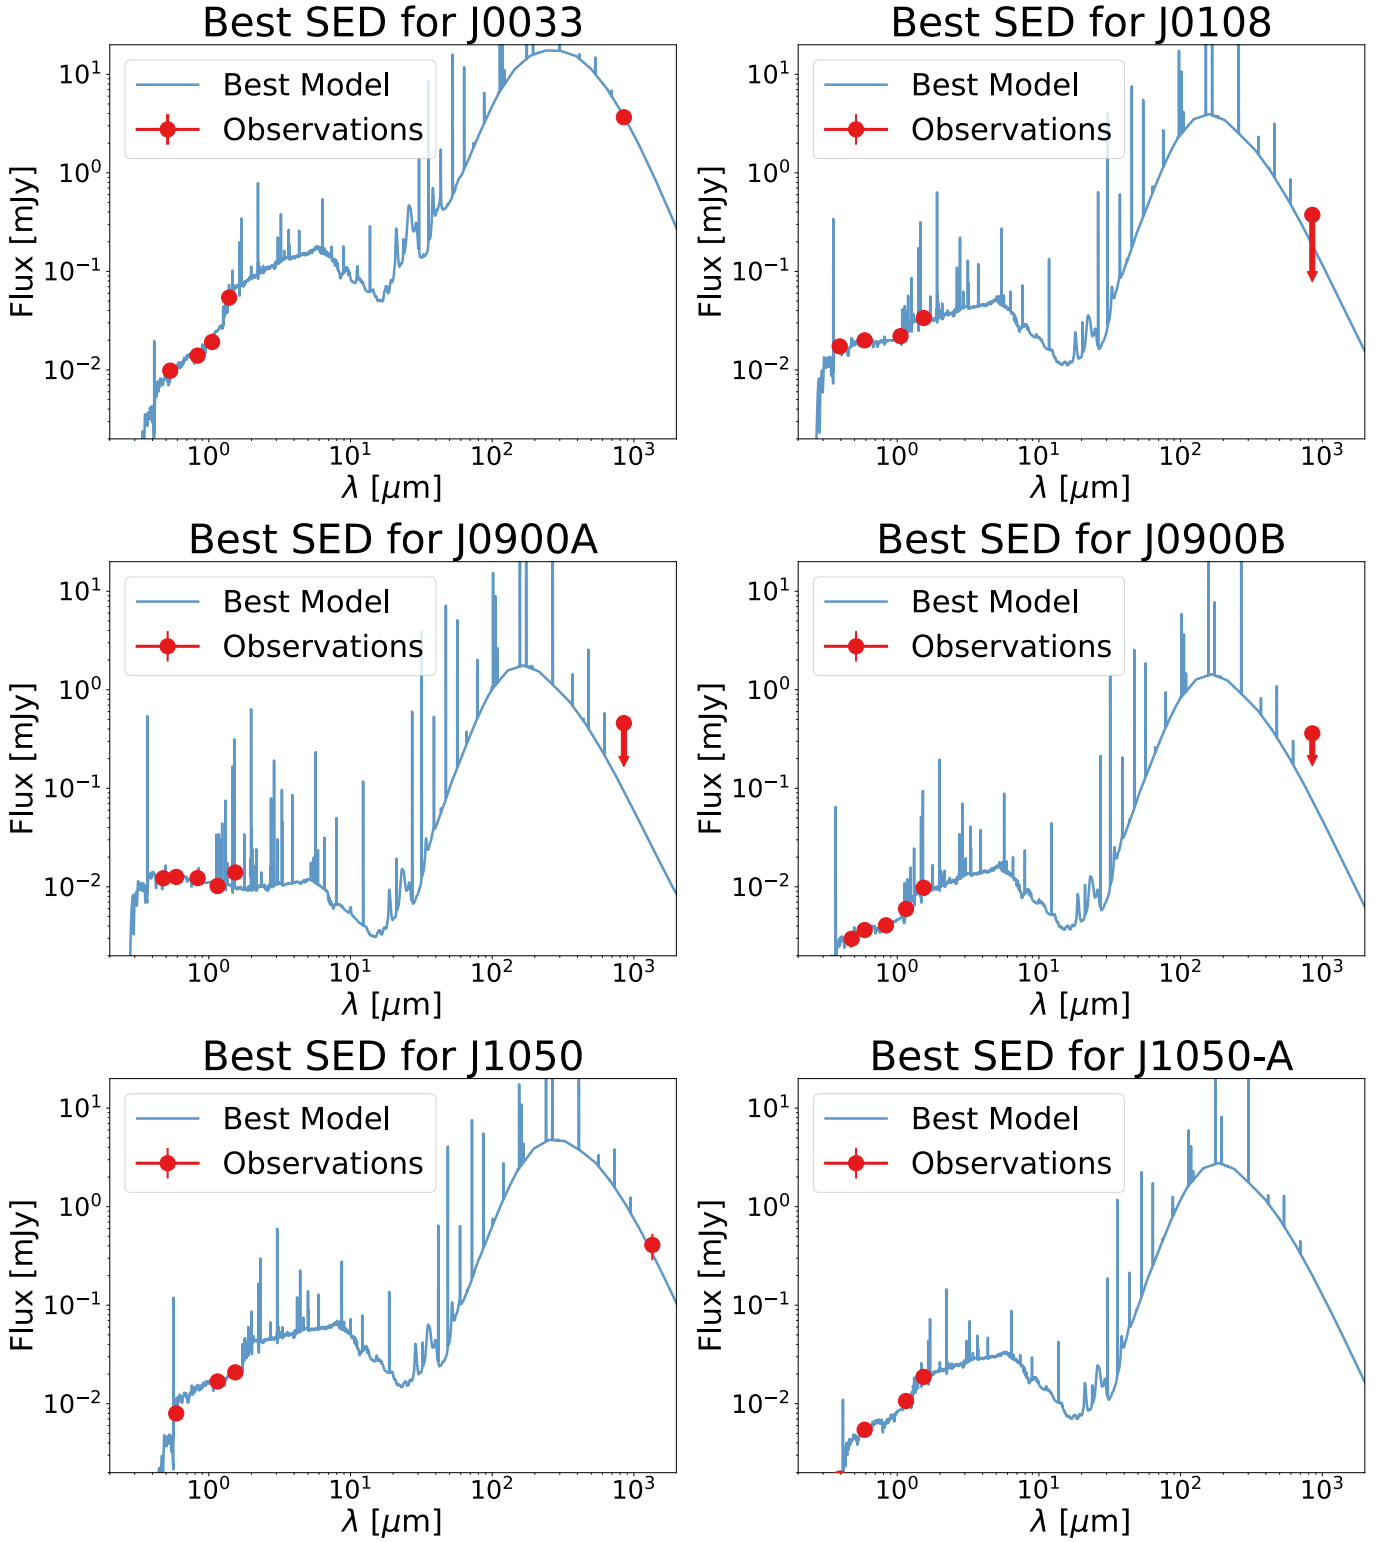 Best SED for J0033
Best SED for J0108
Best Model
Observations
Flux [mJy]
10¹
10⁰
10⁻¹
10⁻²
10⁰ 10¹ 10² 10³
λ [μm]
Best Model
Observations
Flux [mJy]
10¹
10⁰
10⁻¹
10⁻²
10⁰ 10¹ 10² 10³
λ [μm]
Best SED for J0900A
Best SED for J0900B
Best Model
Observations
Flux [mJy]
10¹
10⁰
10⁻¹
10⁻²
10⁰ 10¹ 10² 10³
λ [μm]
Best Model
Observations
Flux [mJy]
10¹
10⁰
10⁻¹
10⁻²
10⁰ 10¹ 10² 10³
λ [μm]
Best SED for J1050
Best SED for J1050-A
Best Model
Observations
Flux [mJy]
10¹
10⁰
10⁻¹
10⁻²
10⁰ 10¹ 10² 10³
λ [μm]
Best Model
Observations
Flux [mJy]
10¹
10⁰
10⁻¹
10⁻²
10⁰ 10¹ 10² 10³
λ [μm]